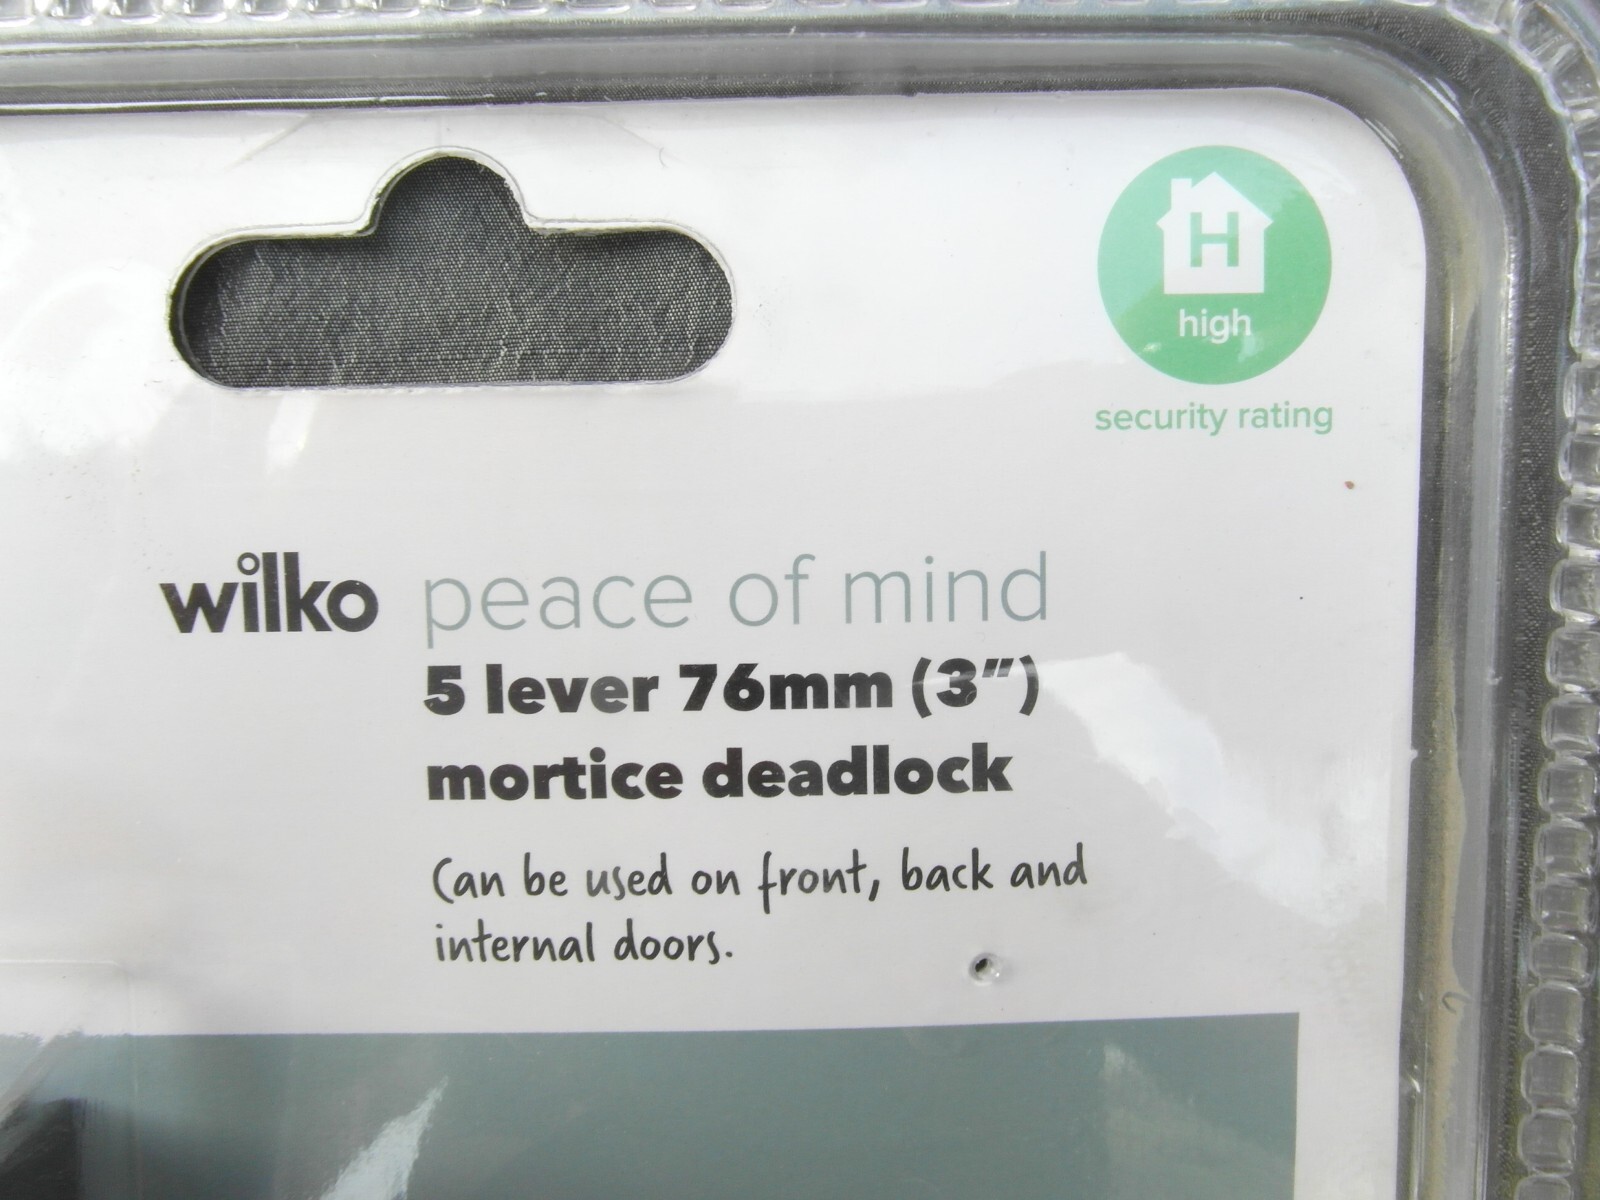 H
high
security rating
wilko peace of mind
5 lever 76mm (3")
mortice deadlock
Can be used on front, back and
internal doors.